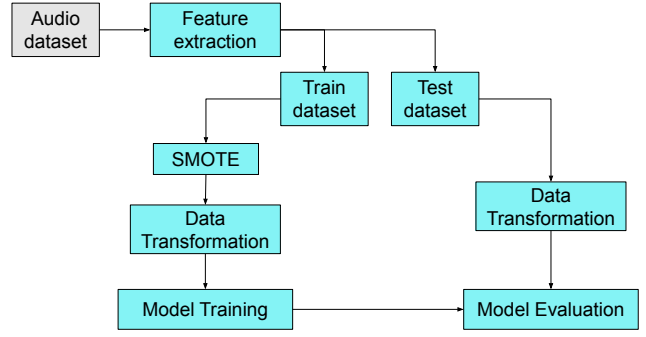 Audio
dataset
Feature
extraction
Train
dataset
Test
dataset
SMOTE
Data
Transformation
Data
Transformation
Model Training
Model Evaluation